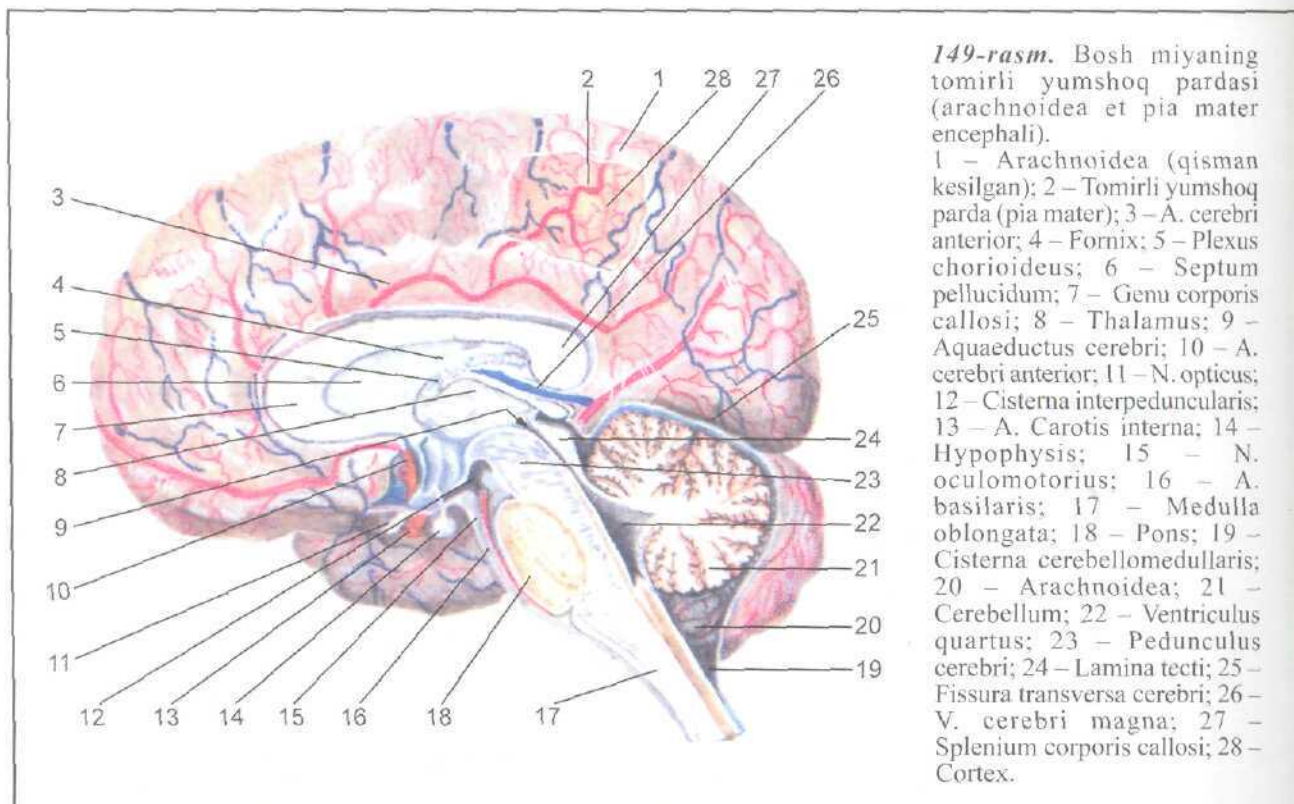 2 1 28 27 26
3
4
5
6
7
8
9
10
11
12 13 14 15 16 18 17
25
24
23
22
21
20
19
149-rasm. Bosh miyaning
tomirli yumshoq pardasi
(arachnoidea et pia mater
encephali).
1 – Arachnoidea (qisman
kesilgan); 2 – Tomirli yumshoq
parda (pia mater); 3 – A. cerebri
anterior; 4 – Fornix; 5 – Plexus
chorioideus; 6 – Septum
pellucidum; 7 – Genu corporis
callosi; 8 – Thalamus; 9 –
Aquaeductus cerebri; 10 – A.
cerebri anterior; 11 – N. opticus;
12 – Cisterna interpeduncularis;
13 – A. Carotis interna; 14 –
Hypophysis; 15 – N.
oculomotorius; 16 – A.
basilaris; 17 – Medulla
oblongata; 18 – Pons; 19 –
Cisterna cerebellomedullaris;
20 – Arachnoidea; 21 –
Cerebellum; 22 – Ventriculus
quartus; 23 – Pedunculus
cerebri; 24 – Lamina tecti; 25 –
Fissura transversa cerebri; 26 –
V. cerebri magna; 27 –
Splenium corporis callosi; 28 –
Cortex.